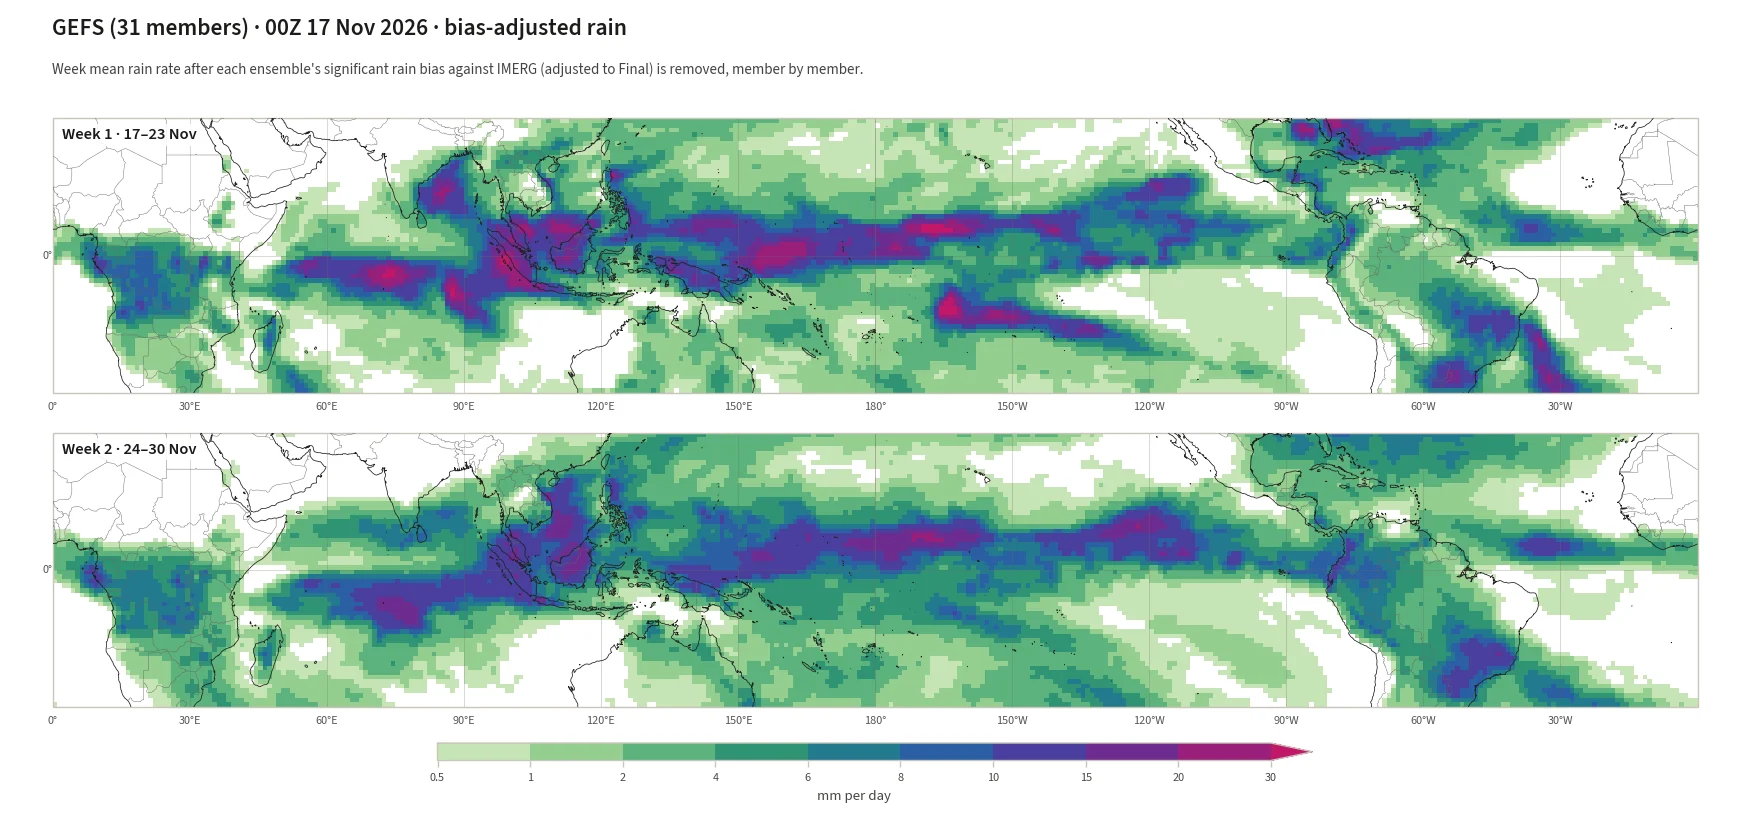 GEFS (31 members) · 00Z 17 Nov 2026 · bias-adjusted rain
Week mean rain rate after each ensemble's significant rain bias against IMERG (adjusted to Final) is removed, member by member.
Week 1 · 17–23 Nov
0°
0° 30°E 60°E 90°E 120°E 150°E 180° 150°W 120°W 90°W 60°W 30°W
Week 2 · 24–30 Nov
0°
0° 30°E 60°E 90°E 120°E 150°E 180° 150°W 120°W 90°W 60°W 30°W
0.5 1 2 4 6 8 10 15 20 30
mm per day